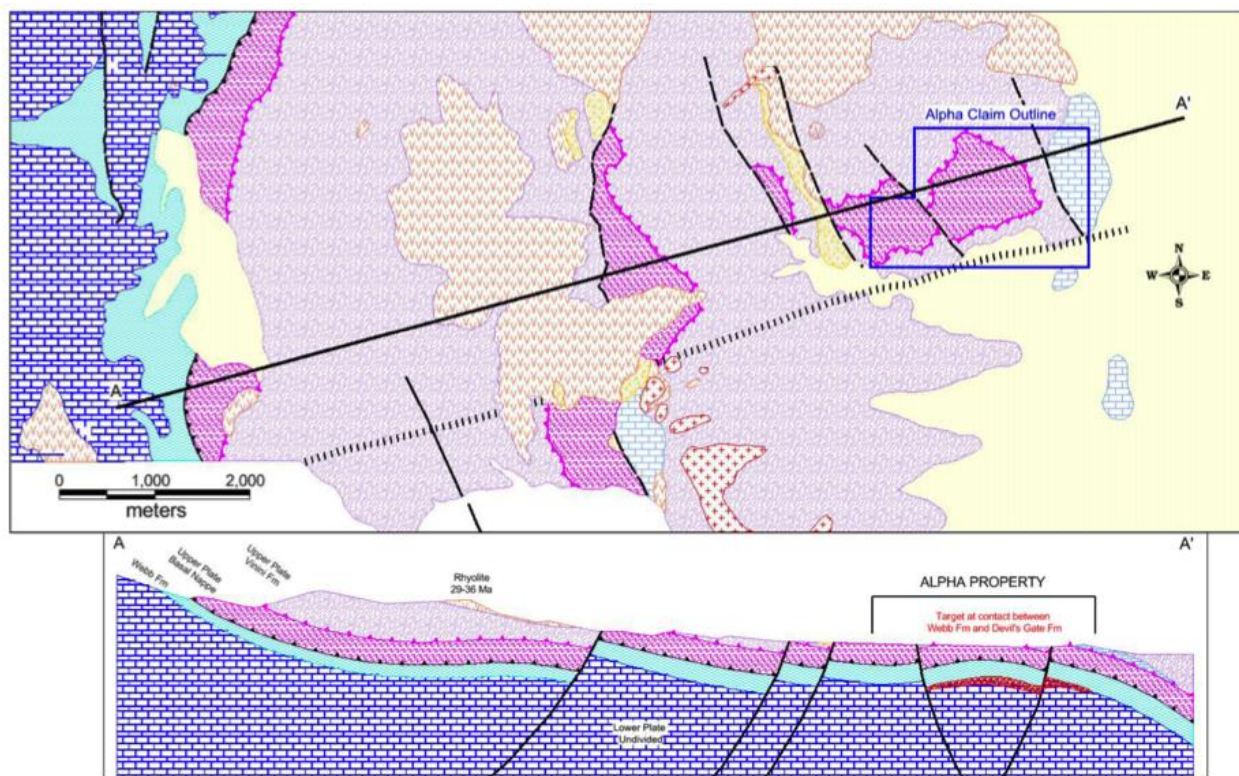 Alpha Claim Outline
A'
N
W E
S
A
0 1,000 2,000
meters
A
A'
Webb Fm
Upper Plate
Basal Nappe
Upper Plate
Vinini Fm
Rhyolite
29-36 Ma
ALPHA PROPERTY
Target at contact between
Webb Fm and Devil's Gate Fm
Lower Plate
Undivided